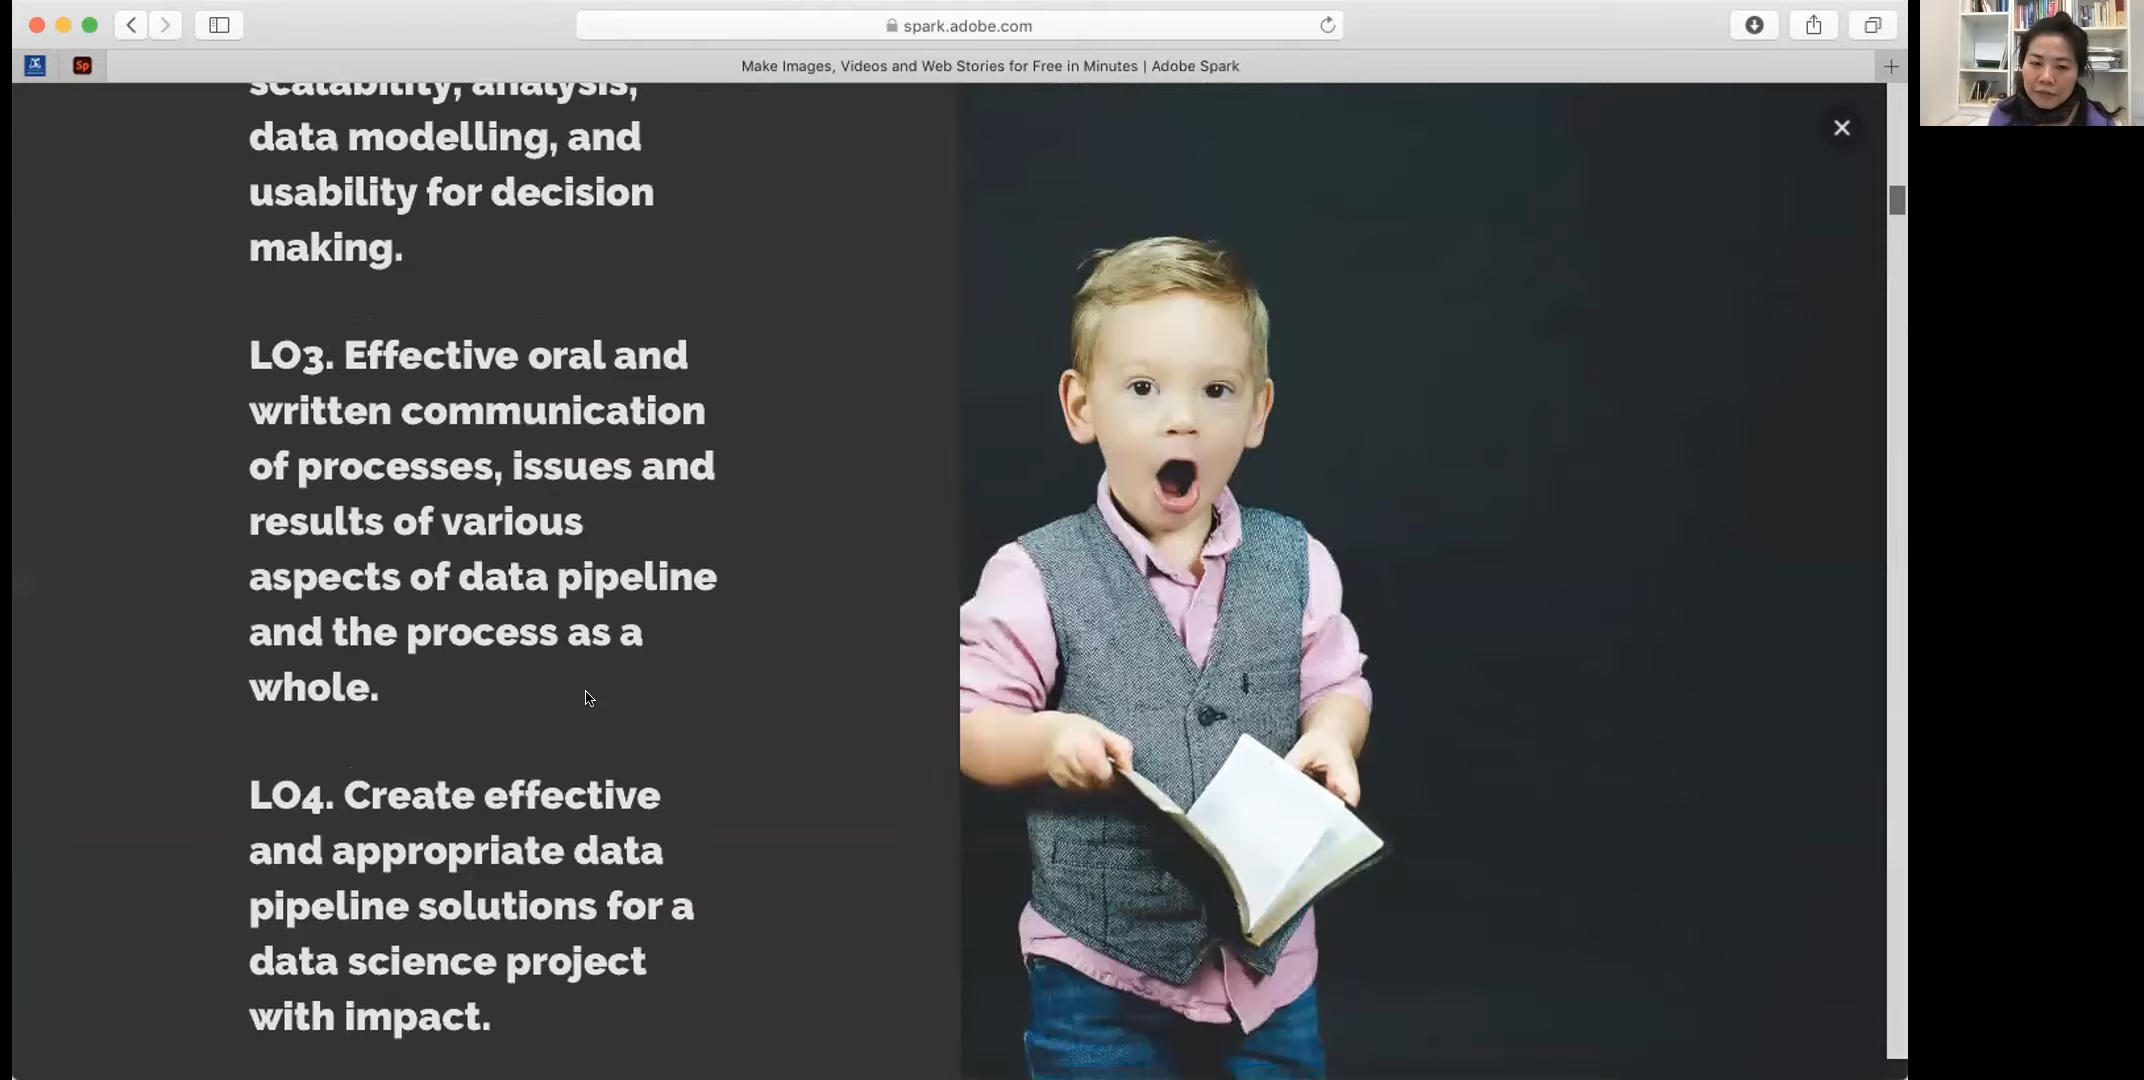 spark.adobe.com
Sp
Make Images, Videos and Web Stories for Free in Minutes | Adobe Spark
scalability, analysis,
data modelling, and
usability for decision
making.
LO3. Effective oral and
written communication
of processes, issues and
results of various
aspects of data pipeline
and the process as a
whole.
LO4. Create effective
and appropriate data
pipeline solutions for a
data science project
with impact.